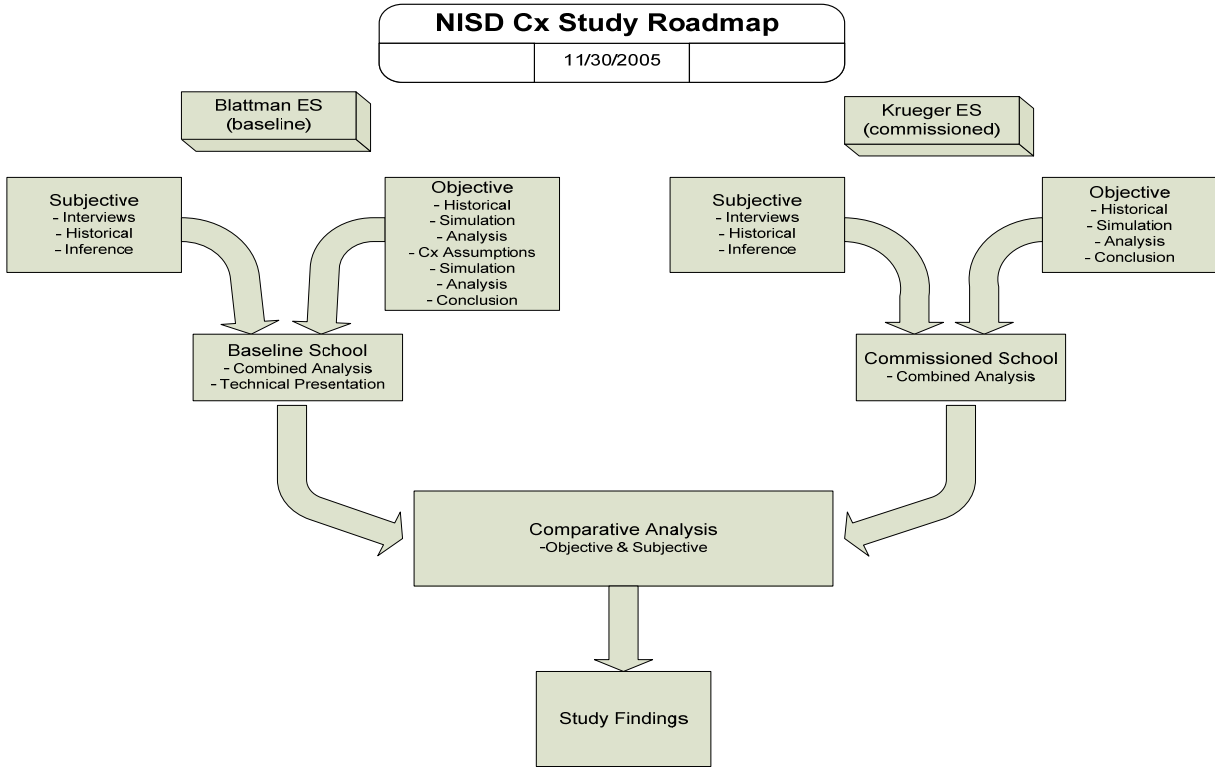 NISD Cx Study Roadmap
11/30/2005
Blattman ES
(baseline)
Krueger ES
(commissioned)
Subjective
- Interviews
- Historical
- Inference
Objective
- Historical
- Simulation
- Analysis
- Cx Assumptions
- Simulation
- Analysis
- Conclusion
Subjective
- Interviews
- Historical
- Inference
Objective
- Historical
- Simulation
- Analysis
- Conclusion
Baseline School
- Combined Analysis
- Technical Presentation
Commissioned School
- Combined Analysis
Comparative Analysis
-Objective & Subjective
Study Findings